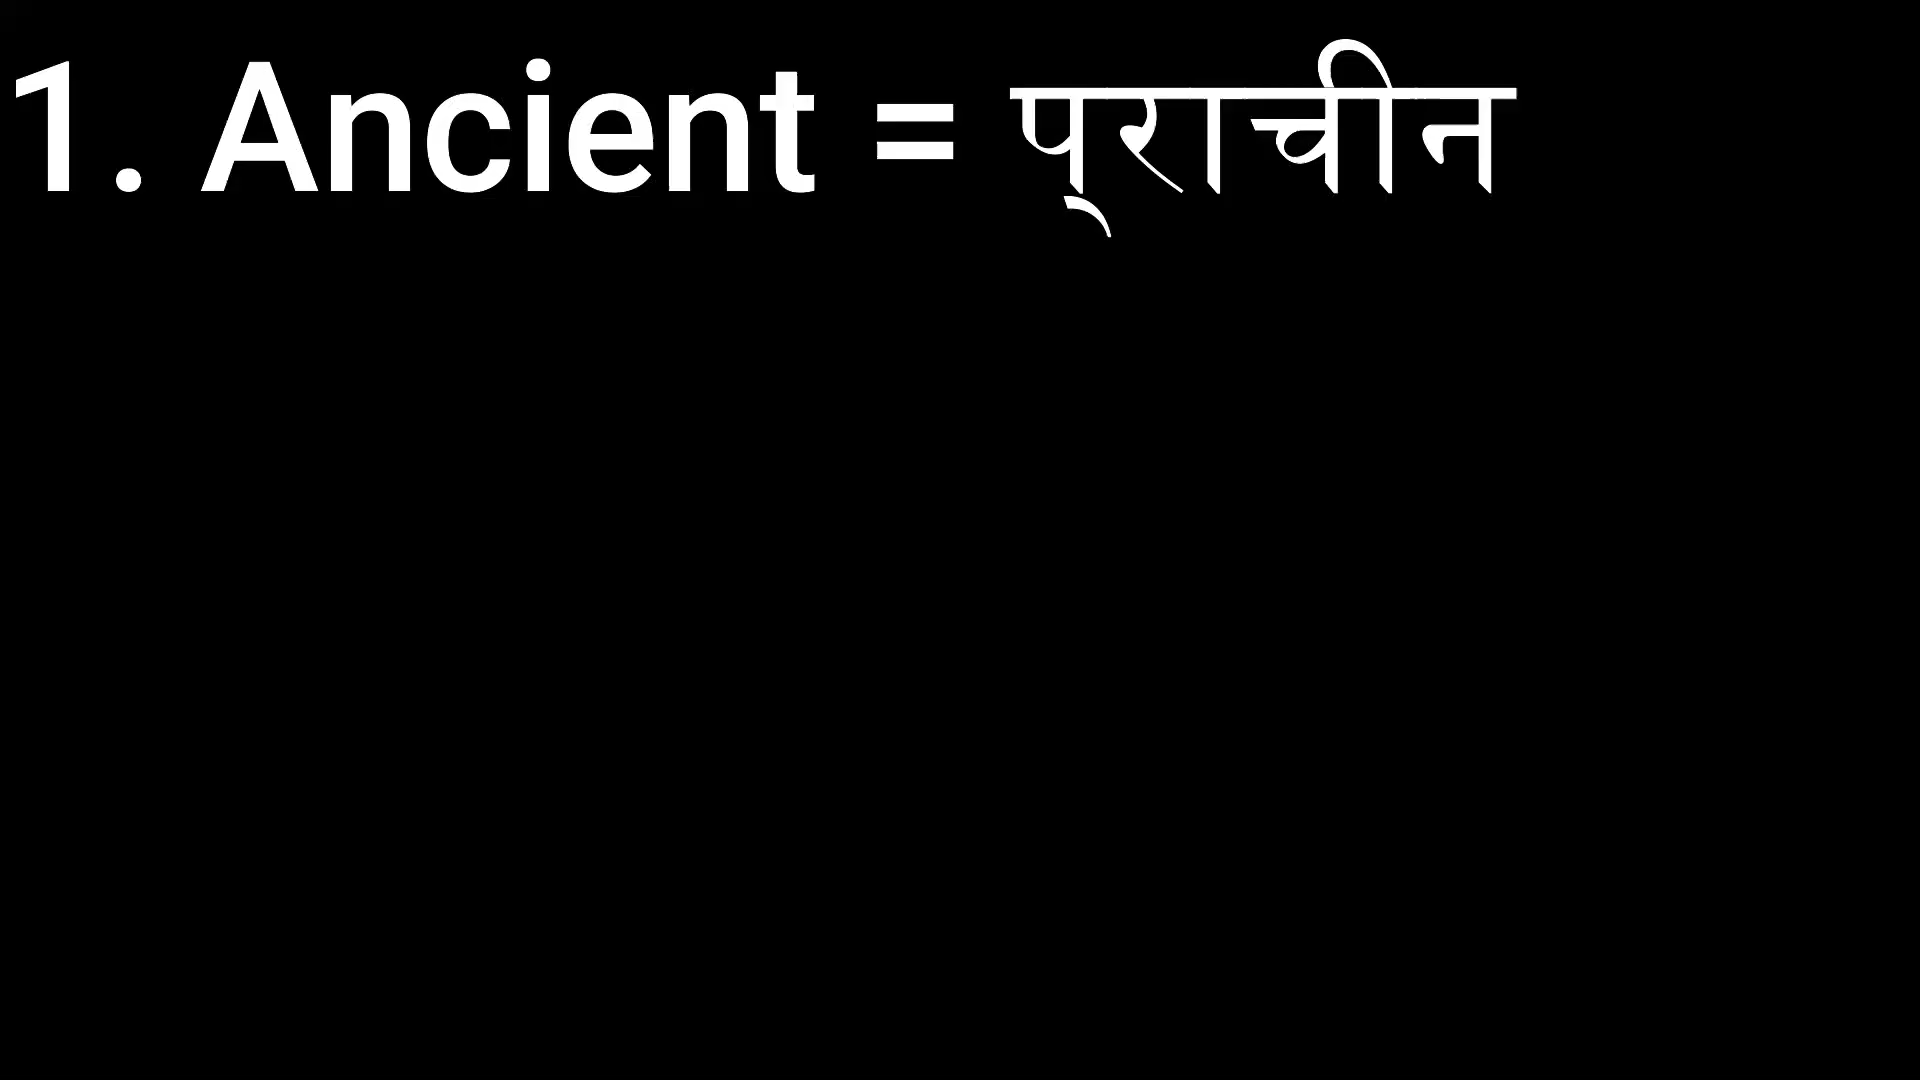 1. Ancient = प्‌राचीन